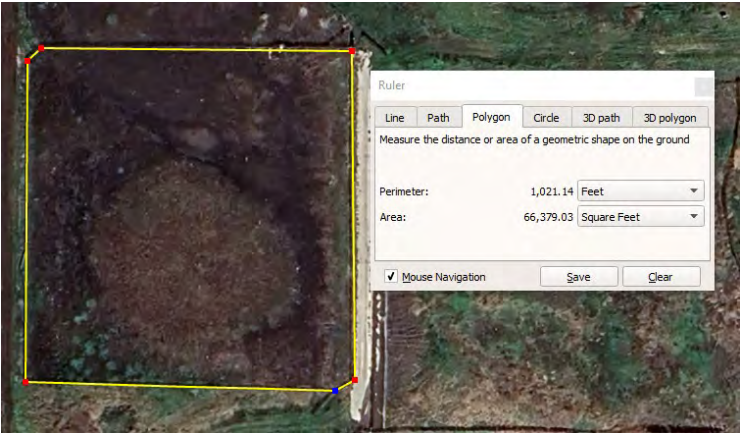 Ruler
Line Path Polygon Circle 3D path 3D polygon
Measure the distance or area of a geometric shape on the ground
Perimeter: 1,021.14 Feet
Area: 66,379.03 Square Feet
Mouse Navigation Save Clear